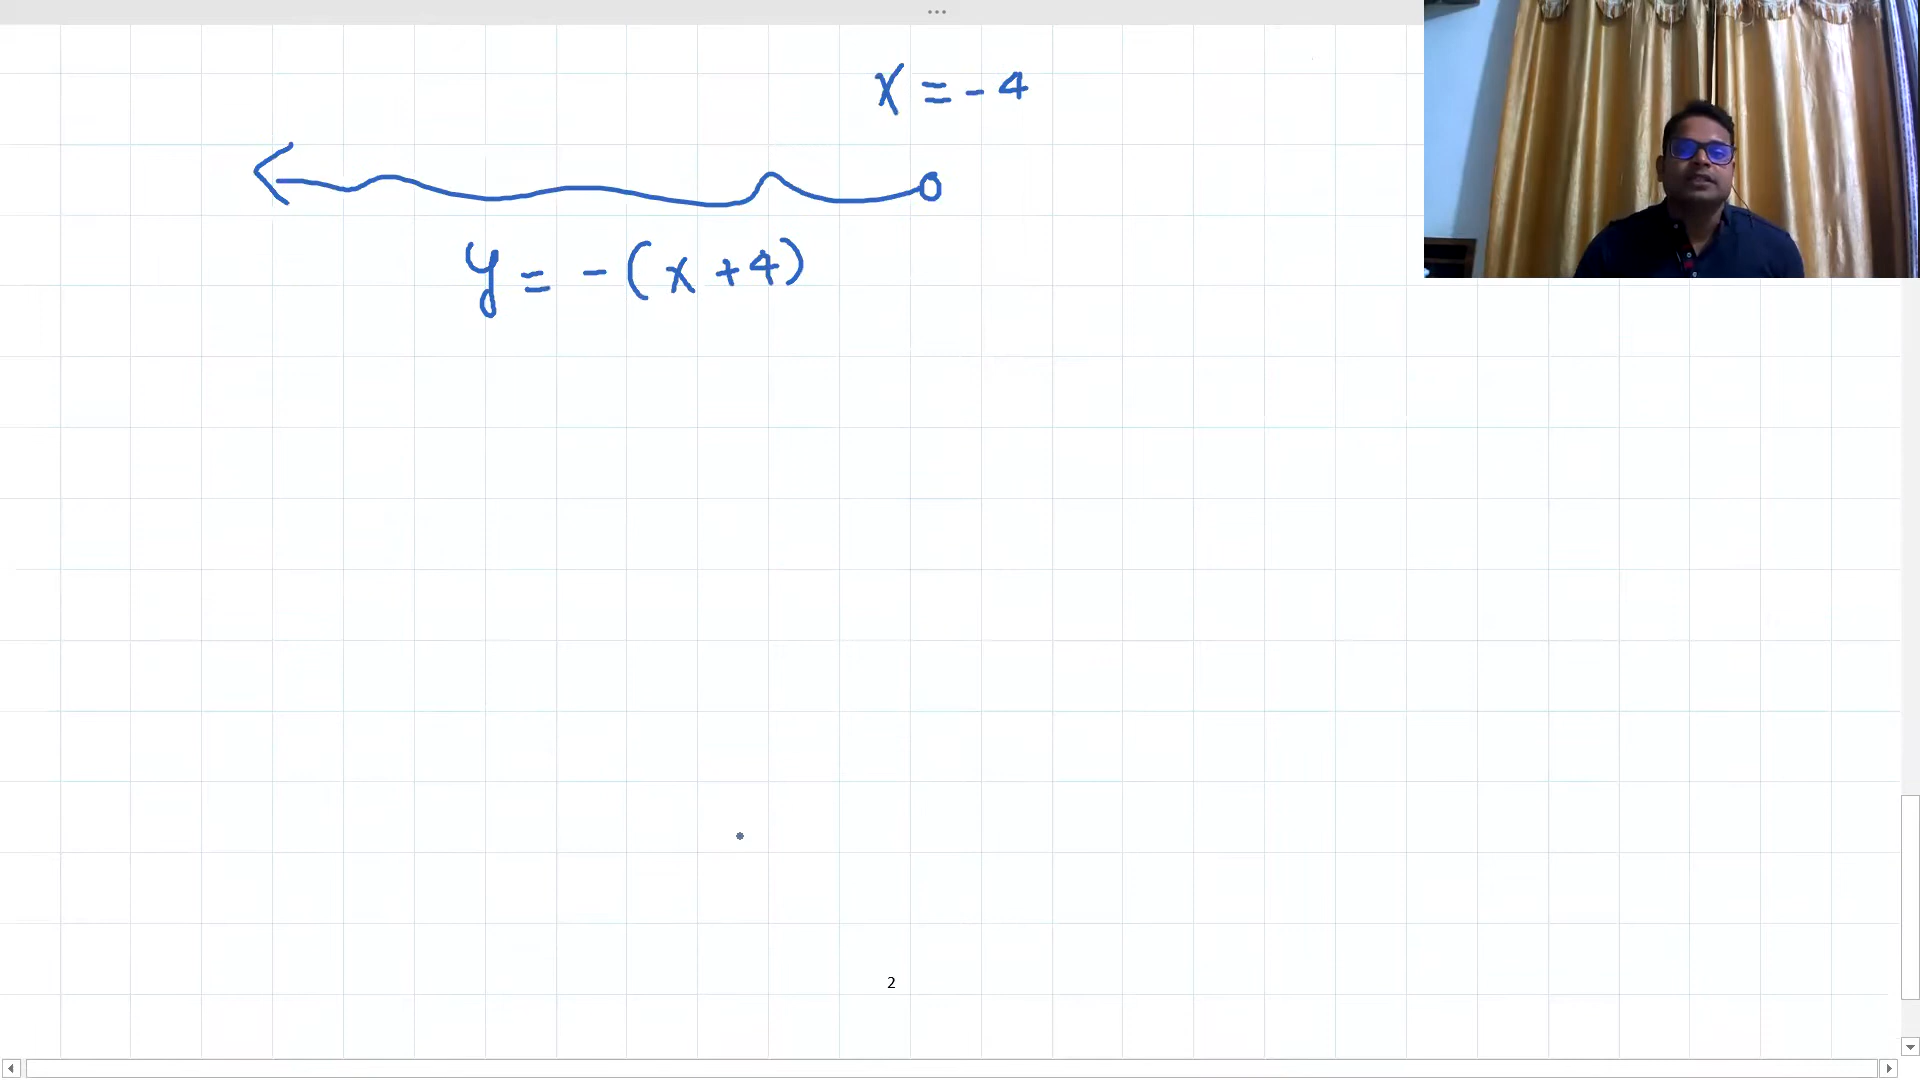 x = - 4
y = - (x + 4)
2